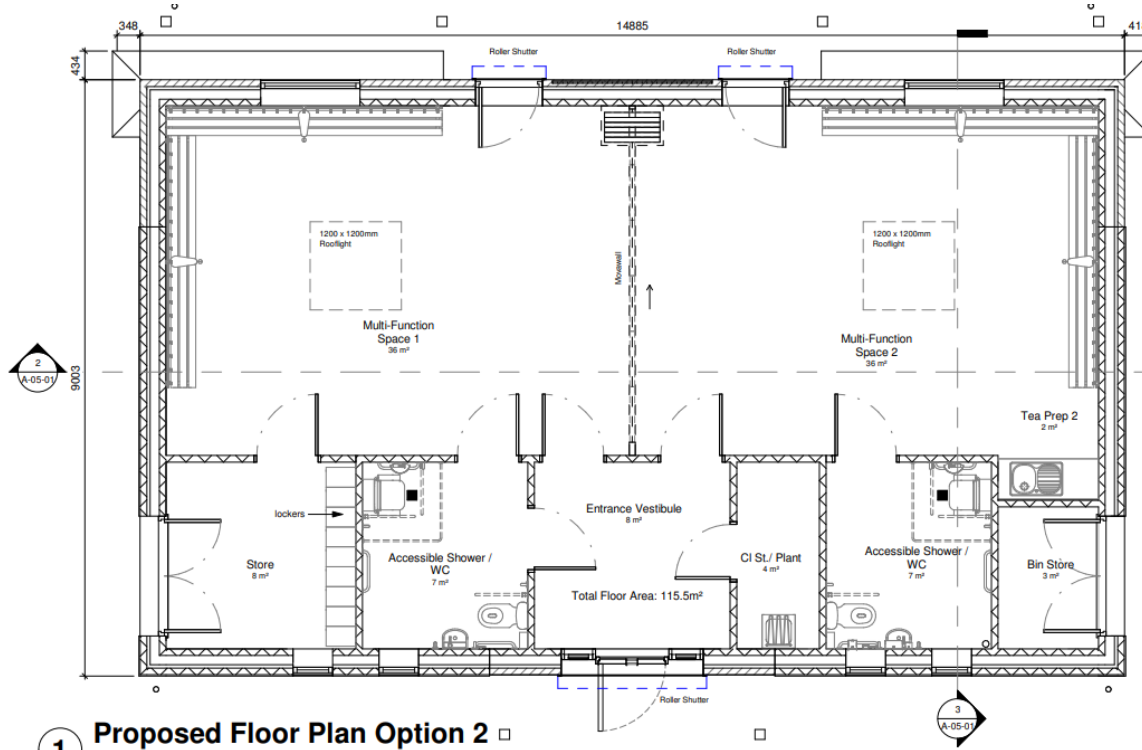 348
14885
41
434
Roller Shutter
Roller Shutter
1200 x 1200mm
Rooflight
1200 x 1200mm
Rooflight
Movawall
Multi-Function
Space 1
36 m²
Multi-Function
Space 2
36 m²
2
A-05-01
9003
Tea Prep 2
2 m²
lockers
Entrance Vestibule
8 m²
Store
8 m²
Accessible Shower /
WC
7 m²
Cl St./ Plant
4 m²
Accessible Shower /
WC
7 m²
Bin Store
3 m²
Total Floor Area: 115.5m²
Roller Shutter
3
A-05-01
1
Proposed Floor Plan Option 2